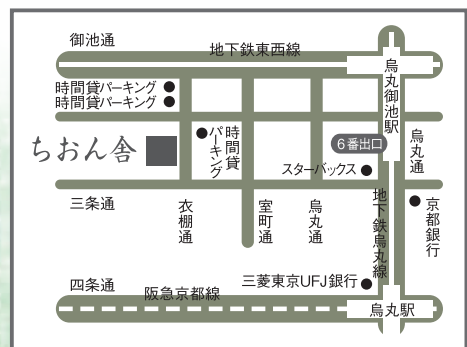 御池通
地下鉄東西線
時間貸パーキング
時間貸パーキング
烏丸御池駅
時間貸
パーキング
6番出口
烏丸通
ちおん舎
スターバックス
三条通
衣棚通
室町通
烏丸通
地下鉄烏丸線
京都銀行
四条通
阪急京都線
三菱東京UFJ銀行
烏丸駅